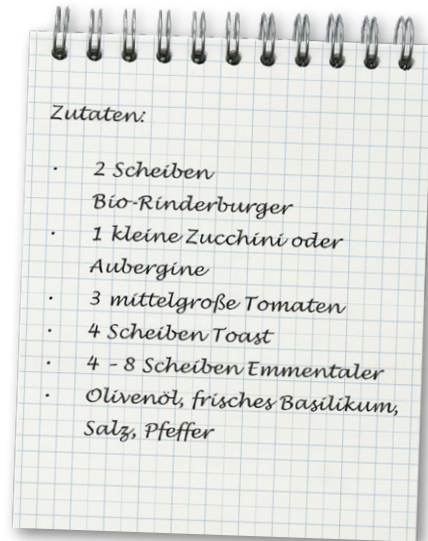 Zutaten:
· 2 Scheiben
Bio-Rinderburger
· 1 kleine Zucchini oder
Aubergine
· 3 mittelgroße Tomaten
· 4 Scheiben Toast
· 4 – 8 Scheiben Emmentaler
· Olivenöl, frisches Basilikum,
Salz, Pfeffer